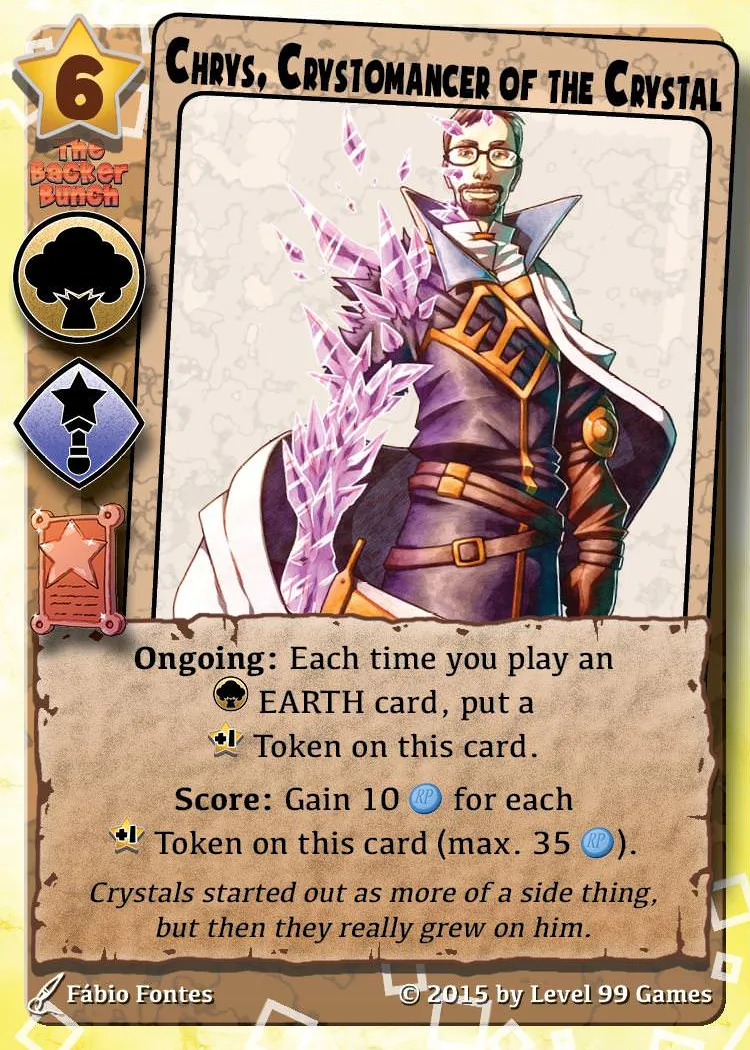 6
Chrys, Crystomancer of the Crystal
The
Backer
Bunch
Ongoing: Each time you play an
EARTH card, put a
+1 Token on this card.
Score: Gain 10 RP for each
+1 Token on this card (max. 35 RP).
Crystals started out as more of a side thing,
but then they really grew on him.
Fábio Fontes
© 2015 by Level 99 Games